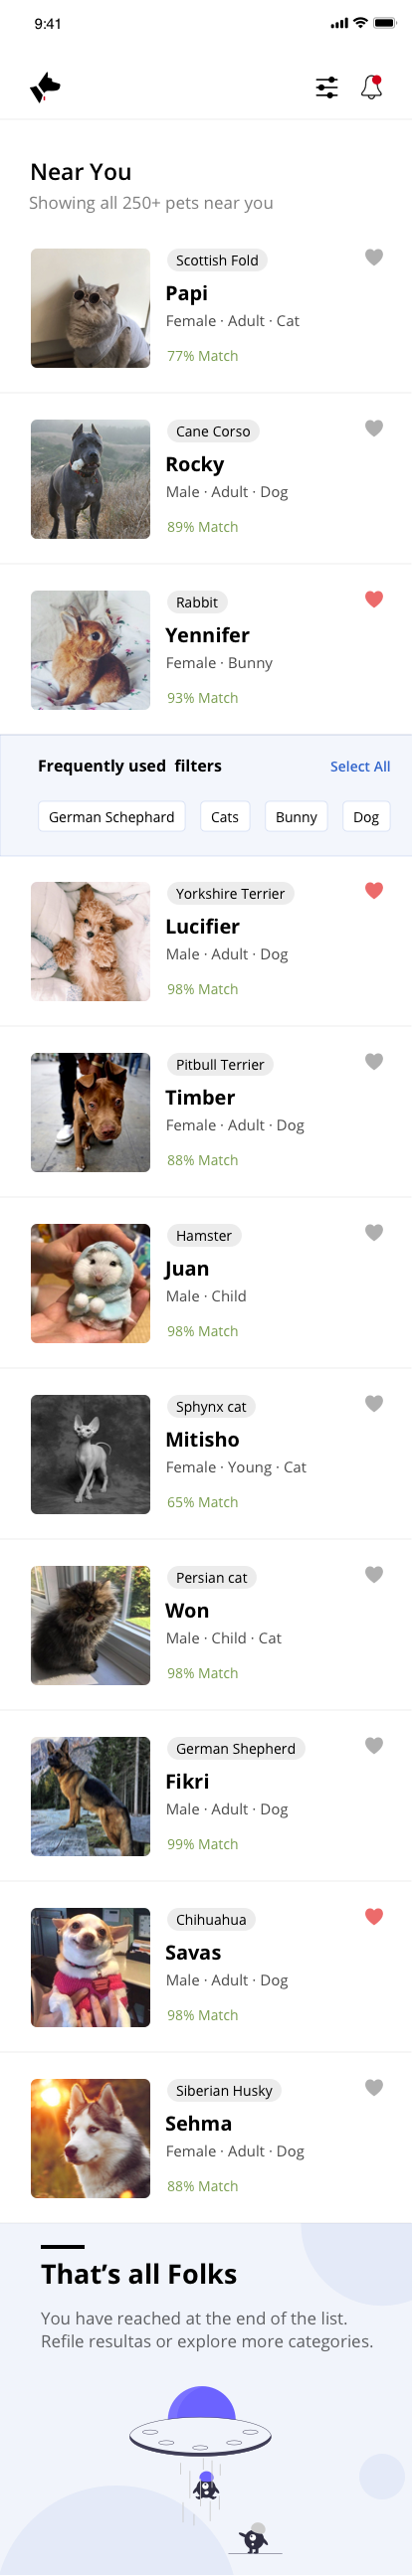 9:41
Near You
Showing all 250+ pets near you
Scottish Fold
Papi
Female · Adult · Cat
77% Match
Cane Corso
Rocky
Male · Adult · Dog
89% Match
Rabbit
Yennifer
Female · Bunny
93% Match
Frequently used filters Select All
German Schephard Cats Bunny Dog
Yorkshire Terrier
Lucifier
Male · Adult · Dog
98% Match
Pitbull Terrier
Timber
Female · Adult · Dog
88% Match
Hamster
Juan
Male · Child
98% Match
Sphynx cat
Mitisho
Female · Young · Cat
65% Match
Persian cat
Won
Male · Child · Cat
98% Match
German Shepherd
Fikri
Male · Adult · Dog
99% Match
Chihuahua
Savas
Male · Adult · Dog
98% Match
Siberian Husky
Sehma
Female · Adult · Dog
88% Match
That's all Folks
You have reached at the end of the list.
Refile resultas or explore more categories.